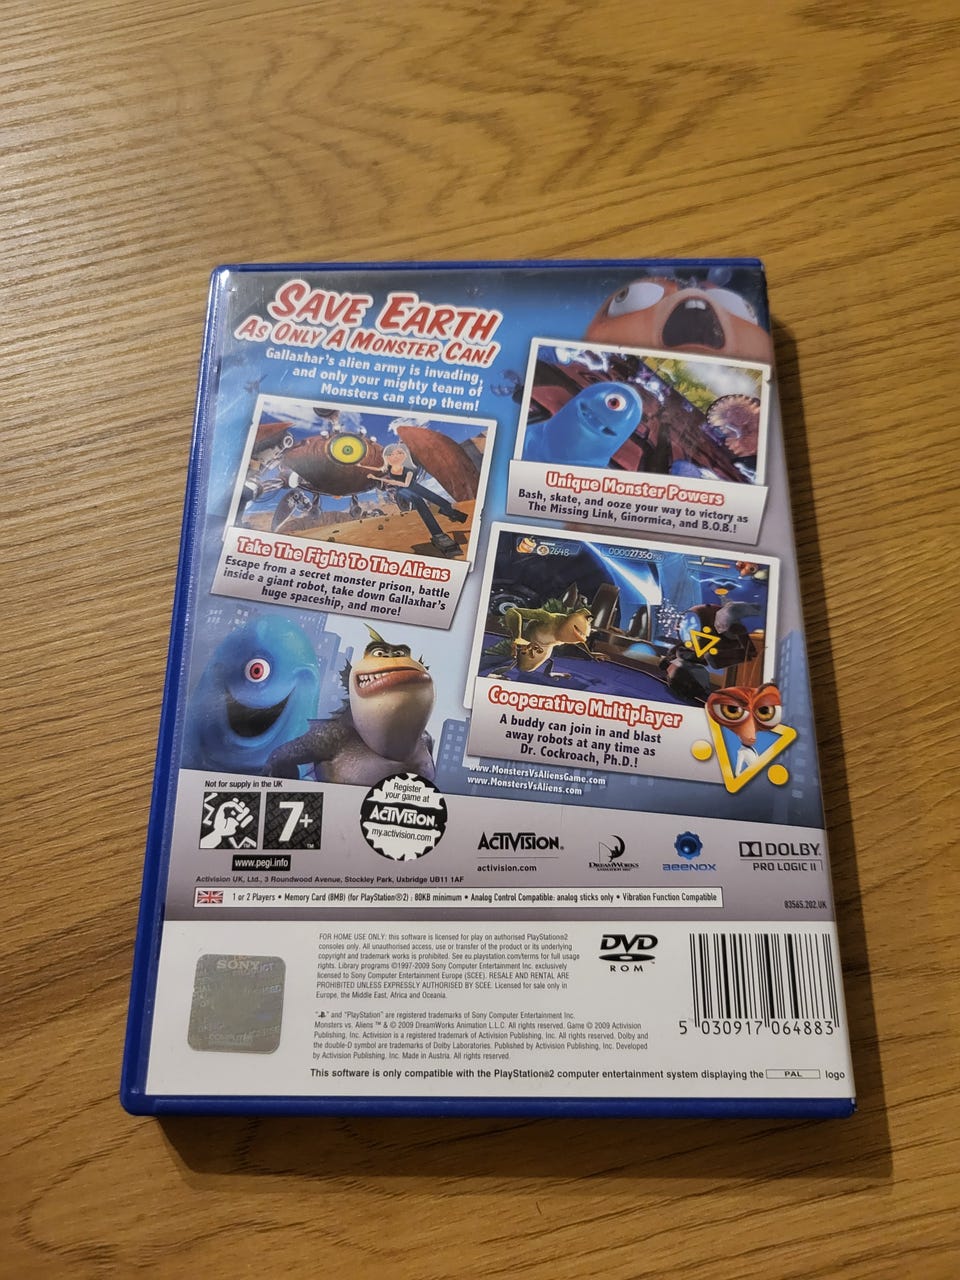 SAVE EARTH
AS ONLY A MONSTER CAN!
Gallaxhar's alien army is invading,
and only your mighty team of
Monsters can stop them!
Unique Monster Powers
Bash, skate, and ooze your way to victory as
The Missing Link, Ginormica, and B.O.B.!
Take The Fight To The Aliens
Escape from a secret monster prison, battle
inside a giant robot, take down Gallaxhar's
huge spaceship, and more!
2648
000027350
Cooperative Multiplayer
A buddy can join in and blast
away robots at any time as
Dr. Cockroach, Ph.D.!
www.MonstersVsAliensGame.com
www.MonstersVsAliens.com
Not for supply in the UK
7+
™
www.pegi.info
Register
your game at
ACTIVISION.
my.activision.com
ACTIVISION®
activision.com
DREAMWORKS
ANIMATION SKG
Beenox
DOLBY
PRO LOGIC II
Activision UK, Ltd., 3 Roundwood Avenue, Stockley Park, Uxbridge UB11 1AF
1 or 2 Players • Memory Card (8MB) (for PlayStation®2) : 80KB minimum • Analog Control Compatible: analog sticks only • Vibration Function Compatible
83565.202.UK
FOR HOME USE ONLY: this software is licensed for play on authorised PlayStation®2
consoles only. All unauthorised access, use or transfer of the product or its underlying
copyright and trademark works is prohibited. See eu.playstation.com/terms for full usage
rights. Library programs ©1997-2009 Sony Computer Entertainment Inc. exclusively
licensed to Sony Computer Entertainment Europe (SCEE). RESALE AND RENTAL ARE
PROHIBITED UNLESS EXPRESSLY AUTHORISED BY SCEE. Licensed for sale only in
Europe, the Middle East, Africa and Oceania.
DVD
ROM
SONY
COMPUTER
" " and "PlayStation" are registered trademarks of Sony Computer Entertainment Inc.
Monsters vs. Aliens ™ & © 2009 DreamWorks Animation L.L.C. All rights reserved. Game © 2009 Activision
Publishing, Inc. Activision is a registered trademark of Activision Publishing, Inc. All rights reserved. Dolby and
the double-D symbol are trademarks of Dolby Laboratories. Published by Activision Publishing, Inc. Developed
by Activision Publishing, Inc. Made in Austria. All rights reserved.
5 030917 064883
This software is only compatible with the PlayStation®2 computer entertainment system displaying the PAL logo